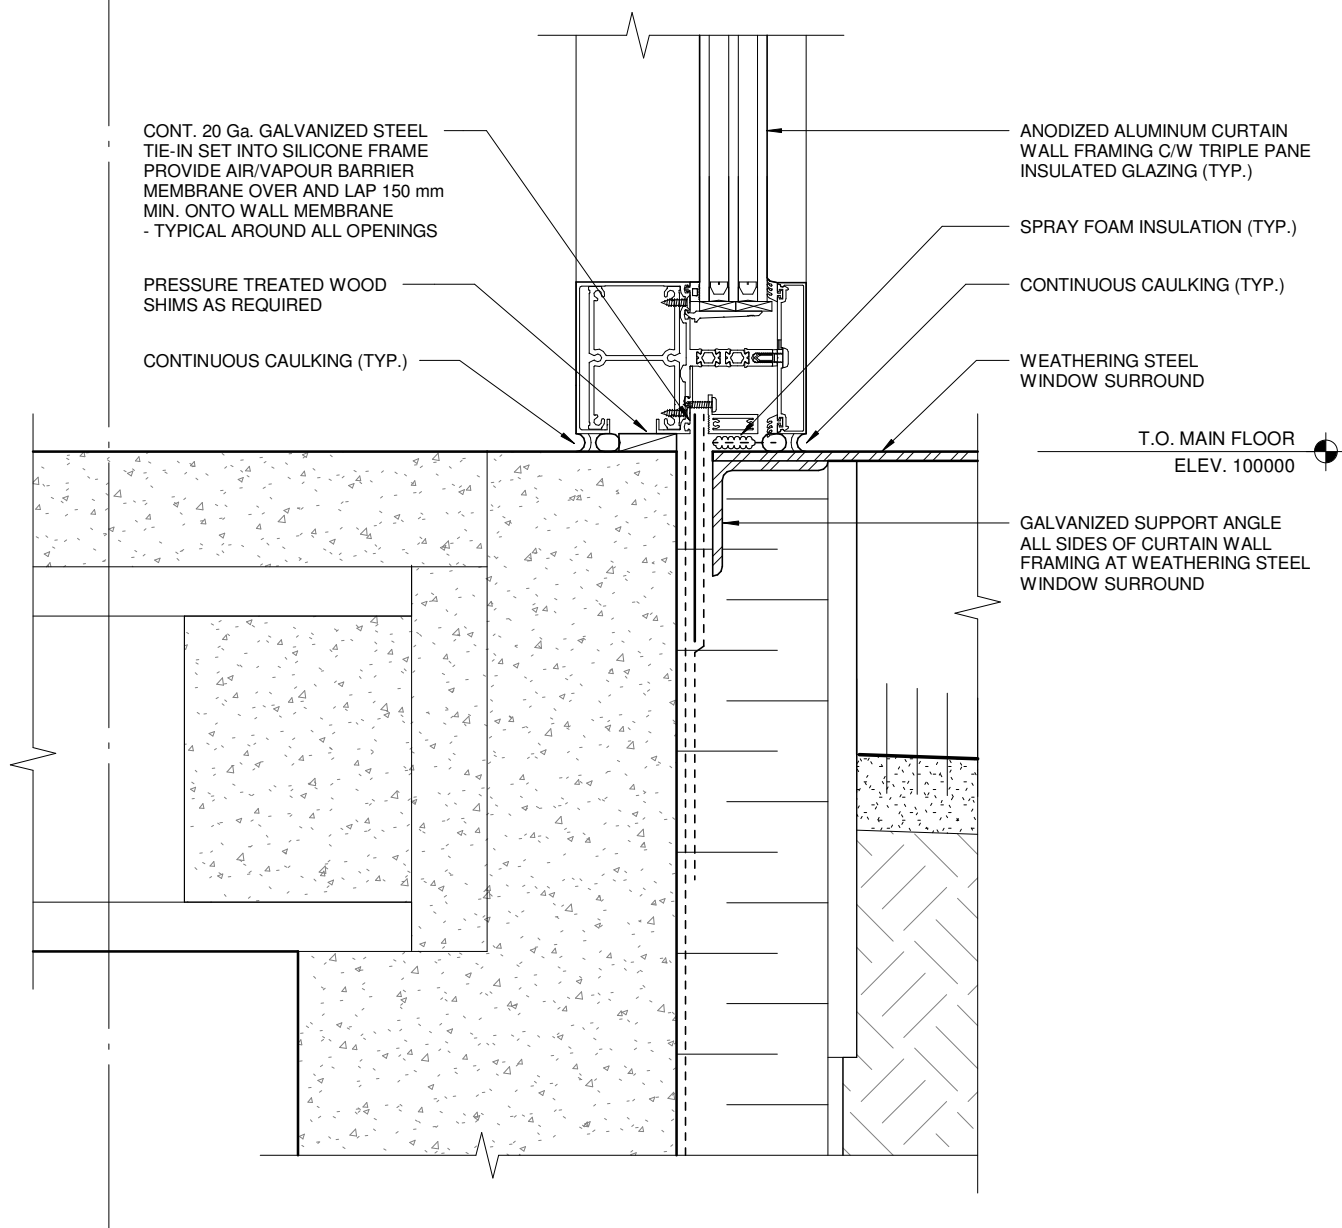 CONT. 20 Ga. GALVANIZED STEEL
TIE-IN SET INTO SILICONE FRAME
PROVIDE AIR/VAPOUR BARRIER
MEMBRANE OVER AND LAP 150 mm
MIN. ONTO WALL MEMBRANE
- TYPICAL AROUND ALL OPENINGS
PRESSURE TREATED WOOD
SHIMS AS REQUIRED
CONTINUOUS CAULKING (TYP.)
ANODIZED ALUMINUM CURTAIN
WALL FRAMING C/W TRIPLE PANE
INSULATED GLAZING (TYP.)
SPRAY FOAM INSULATION (TYP.)
CONTINUOUS CAULKING (TYP.)
WEATHERING STEEL
WINDOW SURROUND
T.O. MAIN FLOOR
ELEV. 100000
GALVANIZED SUPPORT ANGLE
ALL SIDES OF CURTAIN WALL
FRAMING AT WEATHERING STEEL
WINDOW SURROUND